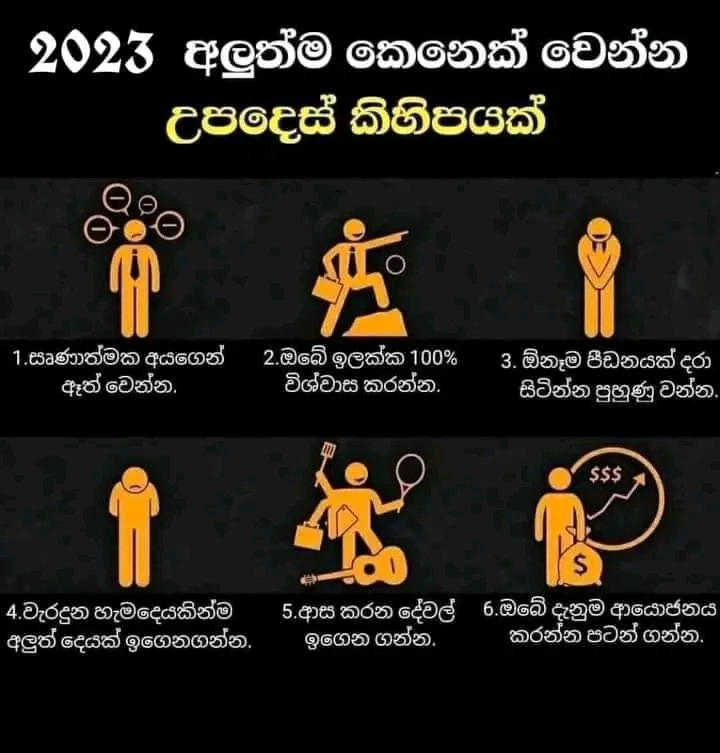 2023 අලුත්ම කෙනෙක් වෙන්න
උපදෙස් කිහිපයක්
1.සෘණාත්මක අයගෙන්
ඈත් වෙන්න.
2.ඔබේ ඉලක්ක 100%
විශ්වාස කරන්න.
3. ඕනෑම පීඩනයක් දරා
සිටින්න පුහුණු වන්න.
$$$
$
4.වැරදුන හැමදෙයකින්ම
අලුත් දෙයක් ඉගෙනගන්න.
5.ආස කරන දේවල්
ඉගෙන ගන්න.
6.ඔබේ දැනුම ආයොජනය
කරන්න පටන් ගන්න.